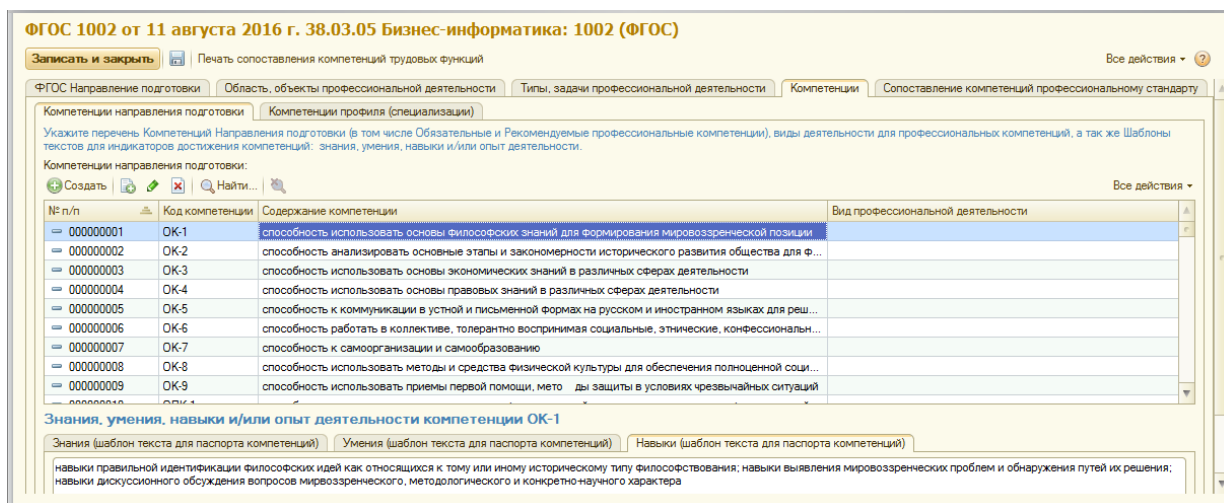 ФГОС 1002 от 11 августа 2016 г. 38.03.05 Бизнес-информатика: 1002 (ФГОС)
Записать и закрыть Печать сопоставления компетенций трудовых функций Все действия
ФГОС Направление подготовки Область, объекты профессиональной деятельности Типы, задачи профессиональной деятельности Компетенции Сопоставление компетенций профессиональному стандарту
Компетенции направления подготовки Компетенции профиля (специализации)
Укажите перечень Компетенций Направления подготовки (в том числе Обязательные и Рекомендуемые профессиональные компетенции), виды деятельности для профессиональных компетенций, а так же Шаблоны
текстов для индикаторов достижения компетенций: знания, умения, навыки и/или опыт деятельности.
Компетенции направления подготовки:
Создать Найти... Все действия
№ п/п Код компетенции Содержание компетенции Вид профессиональной деятельности
000000001 ОК-1 способность использовать основы философских знаний для формирования мировоззренческой позиции
000000002 ОК-2 способность анализировать основные этапы и закономерности исторического развития общества для ф...
000000003 ОК-3 способность использовать основы экономических знаний в различных сферах деятельности
000000004 ОК-4 способность использовать основы правовых знаний в различных сферах деятельности
000000005 ОК-5 способность к коммуникации в устной и письменной формах на русском и иностранном языках для реш...
000000006 ОК-6 способность работать в коллективе, толерантно воспринимая социальные, этнические, конфессиональн...
000000007 ОК-7 способность к самоорганизации и самообразованию
000000008 ОК-8 способность использовать методы и средства физической культуры для обеспечения полноценной соци...
000000009 ОК-9 способность использовать приемы первой помощи, мето ды защиты в условиях чрезвычайных ситуаций
Знания, умения, навыки и/или опыт деятельности компетенции ОК-1
Знания (шаблон текста для паспорта компетенций) Умения (шаблон текста для паспорта компетенций) Навыки (шаблон текста для паспорта компетенций)
навыки правильной идентификации философских идей как относящихся к тому или иному историческому типу философствования; навыки выявления мировоззренческих проблем и обнаружения путей их решения;
навыки дискуссионного обсуждения вопросов мирвоззренческого, методологического и конкретно-научного характера